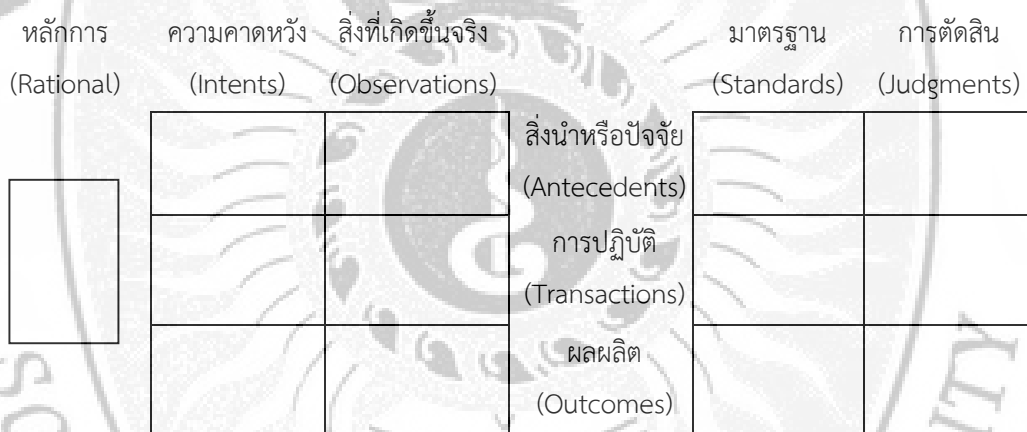 หลักการ ความคาดหวัง สิ่งที่เกิดขึ้นจริง มาตรฐาน การตัดสิน
(Rational) (Intents) (Observations) (Standards) (Judgments)
สิ่งนำหรือปัจจัย
(Antecedents)
การปฏิบัติ
(Transactions)
ผลผลิต
(Outcomes)